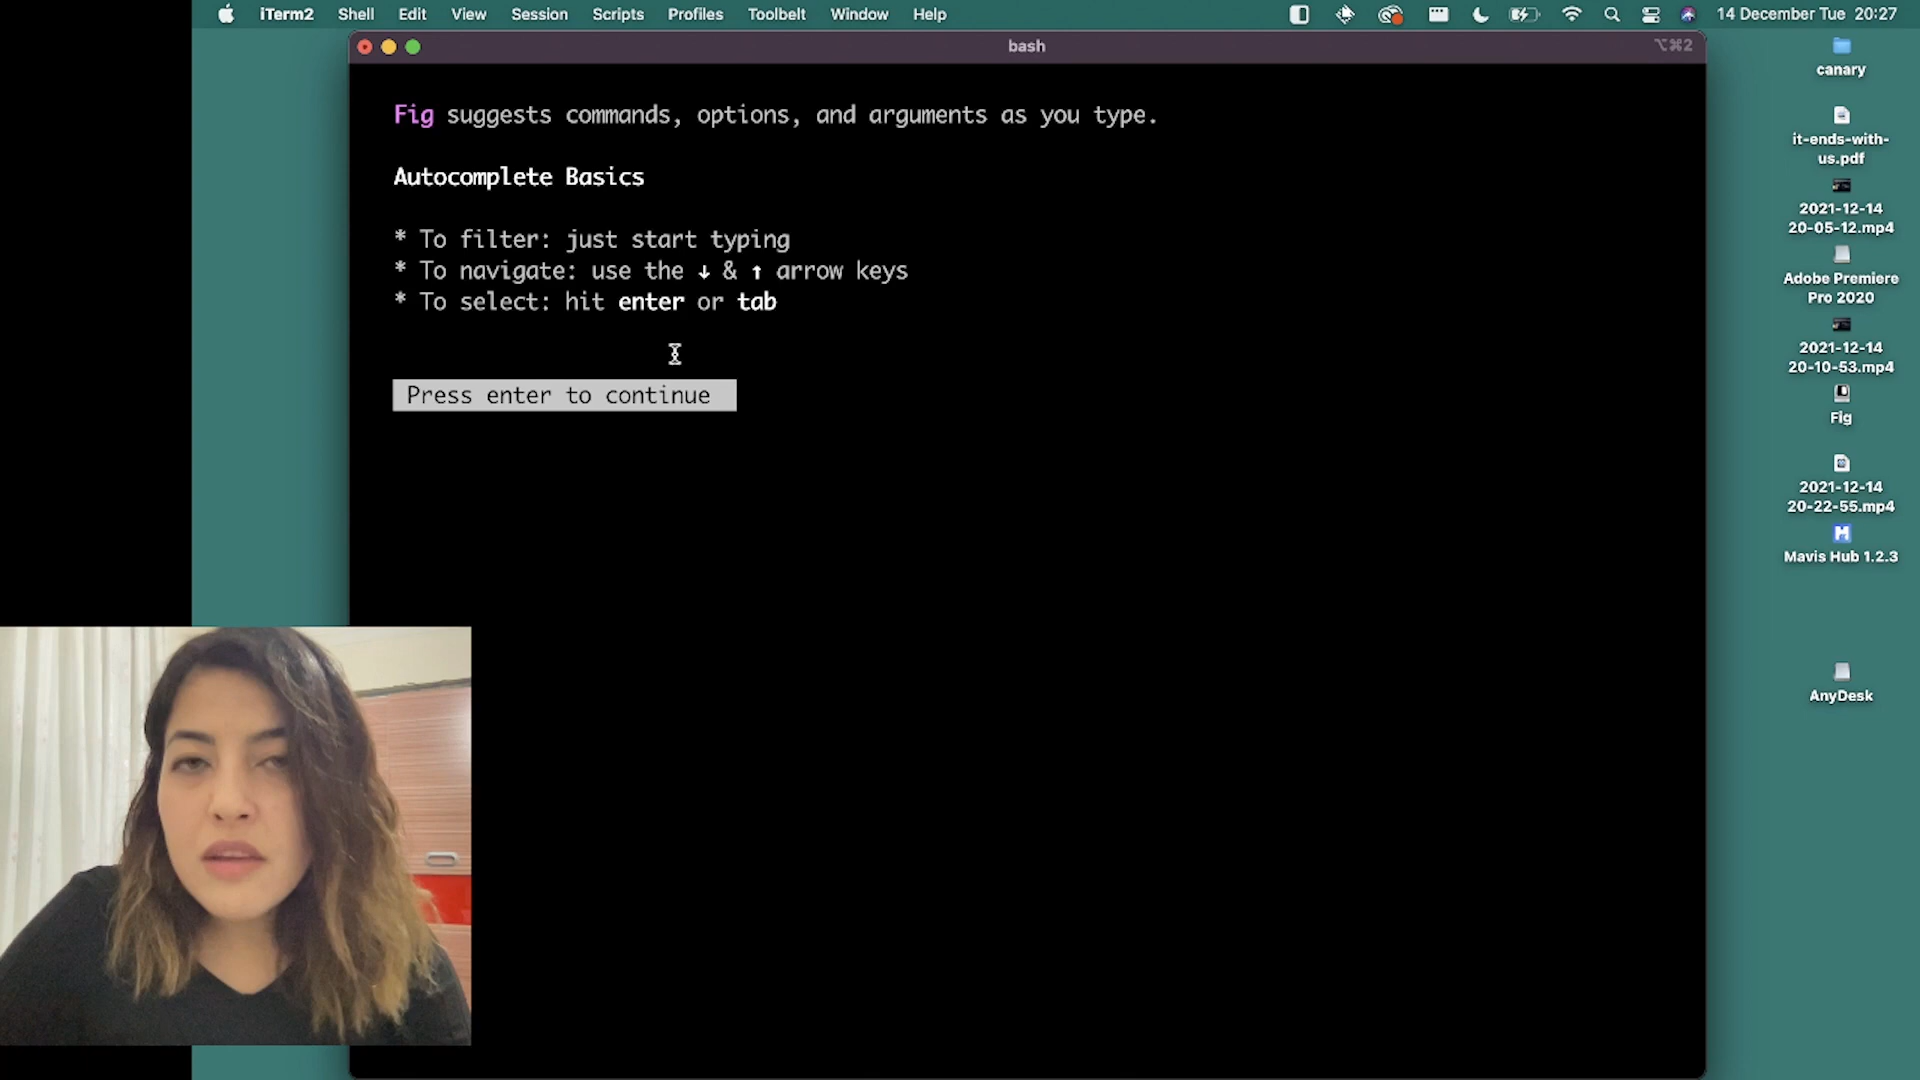 iTerm2 Shell Edit View Session Scripts Profiles Toolbelt Window Help 14 December Tue 20:27
bash ⌥⌘2
Fig suggests commands, options, and arguments as you type.
Autocomplete Basics
* To filter: just start typing
* To navigate: use the ↓ & ↑ arrow keys
* To select: hit enter or tab
Press enter to continue
canary
it-ends-with-
us.pdf
2021-12-14
20-05-12.mp4
Adobe Premiere
Pro 2020
2021-12-14
20-10-53.mp4
Fig
2021-12-14
20-22-55.mp4
Mavis Hub 1.2.3
AnyDesk